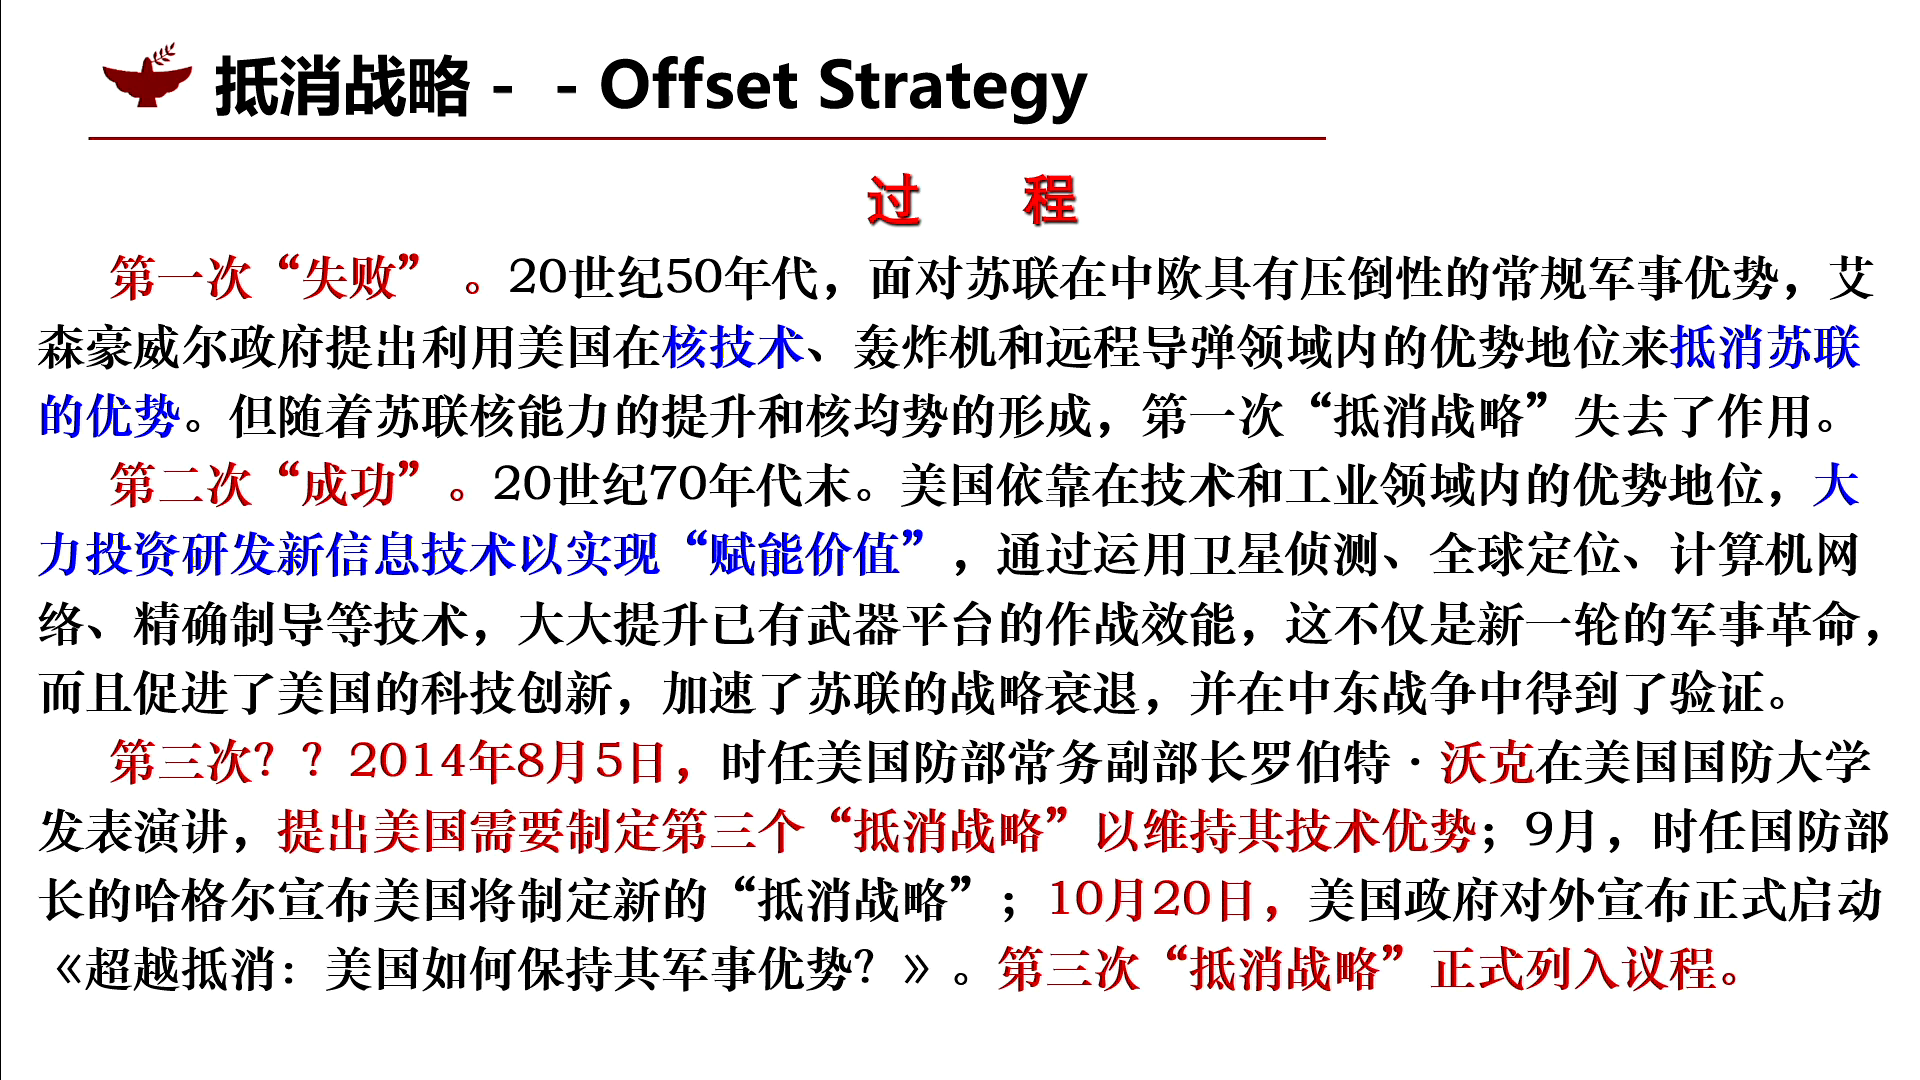 抵消战略- -Offset Strategy
过 程
第一次“失败” 。20世纪50年代，面对苏联在中欧具有压倒性的常规军事优势，艾
森豪威尔政府提出利用美国在核技术、轰炸机和远程导弹领域内的优势地位来抵消苏联
的优势。但随着苏联核能力的提升和核均势的形成，第一次“抵消战略”失去了作用。
第二次“成功” 。20世纪70年代末。美国依靠在技术和工业领域内的优势地位，大
力投资研发新信息技术以实现“赋能价值”，通过运用卫星侦测、全球定位、计算机网
络、精确制导等技术，大大提升已有武器平台的作战效能，这不仅是新一轮的军事革命，
而且促进了美国的科技创新，加速了苏联的战略衰退，并在中东战争中得到了验证。
第三次？？2014年8月5日，时任美国防部常务副部长罗伯特·沃克在美国国防大学
发表演讲，提出美国需要制定第三个“抵消战略”以维持其技术优势；9月，时任国防部
长的哈格尔宣布美国将制定新的“抵消战略”；10月20日，美国政府对外宣布正式启动
《超越抵消：美国如何保持其军事优势？》。第三次“抵消战略”正式列入议程。